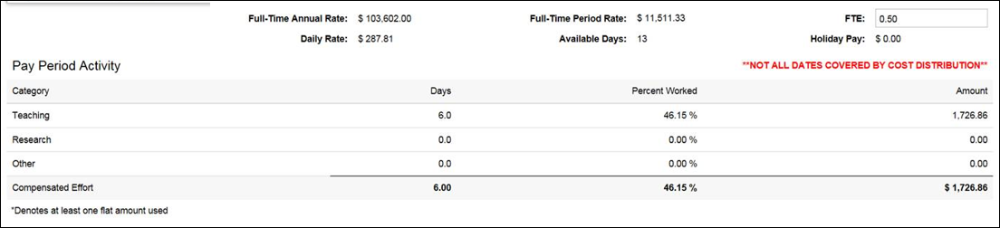 Full-Time Annual Rate: $ 103,602.00 Full-Time Period Rate: $ 11,511.33 FTE: 0.50
Daily Rate: $ 287.81 Available Days: 13 Holiday Pay: $ 0.00
Pay Period Activity **NOT ALL DATES COVERED BY COST DISTRIBUTION**
Category Days Percent Worked Amount
Teaching 6.0 46.15 % 1,726.86
Research 0.0 0.00 % 0.00
Other 0.0 0.00 % 0.00
Compensated Effort 6.00 46.15 % $ 1,726.86
*Denotes at least one flat amount used